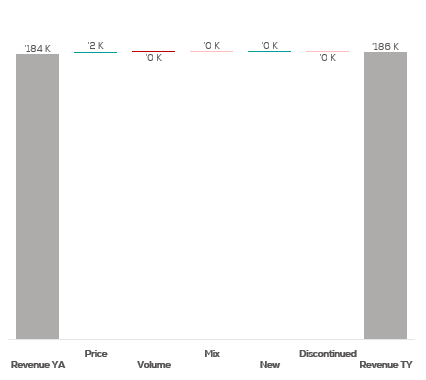 '184 K
'2 K
'0 K
'0 K
'0 K
'0 K
'186 K
Revenue YA
Price
Volume
Mix
New
Discontinued
Revenue TY